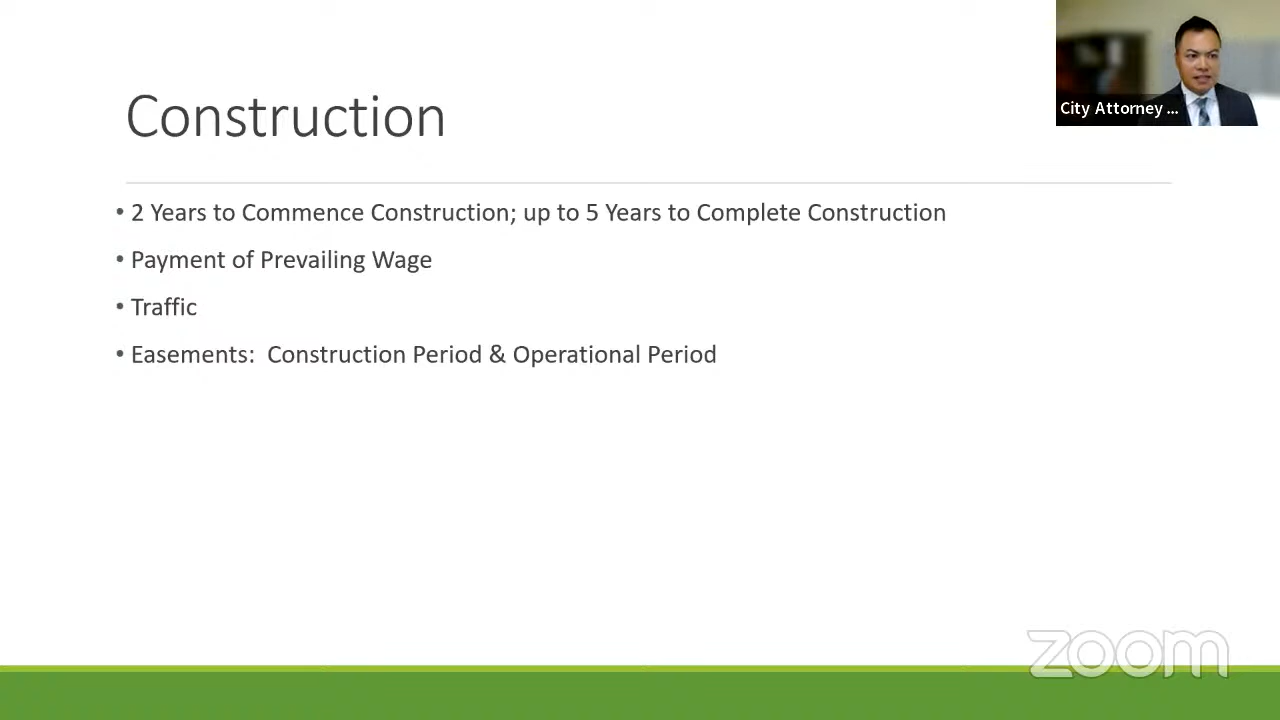 City Attorney ...
Construction
• 2 Years to Commence Construction; up to 5 Years to Complete Construction
• Payment of Prevailing Wage
• Traffic
• Easements:  Construction Period & Operational Period
zoom